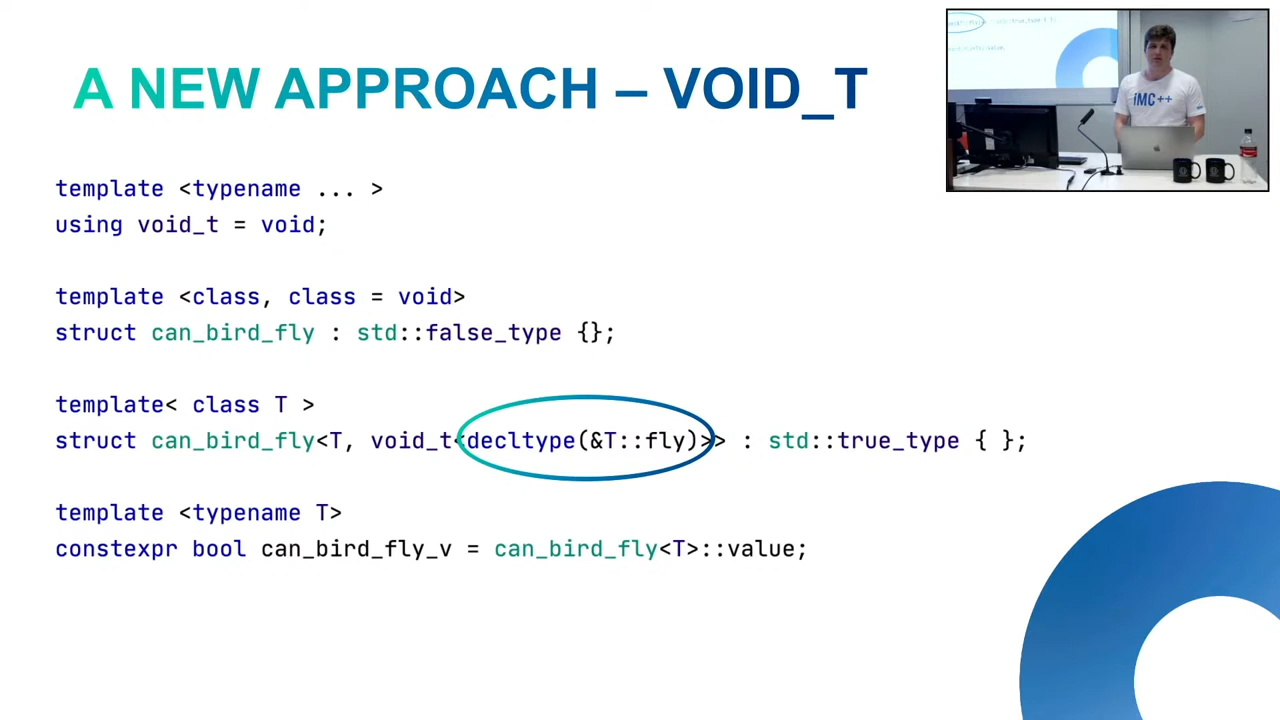 A NEW APPROACH – VOID_T
template <typename ... >
using void_t = void;
template <class, class = void>
struct can_bird_fly : std::false_type {};
template< class T >
struct can_bird_fly<T, void_t<decltype(&T::fly)>> : std::true_type { };
template <typename T>
constexpr bool can_bird_fly_v = can_bird_fly<T>::value;
iMC++